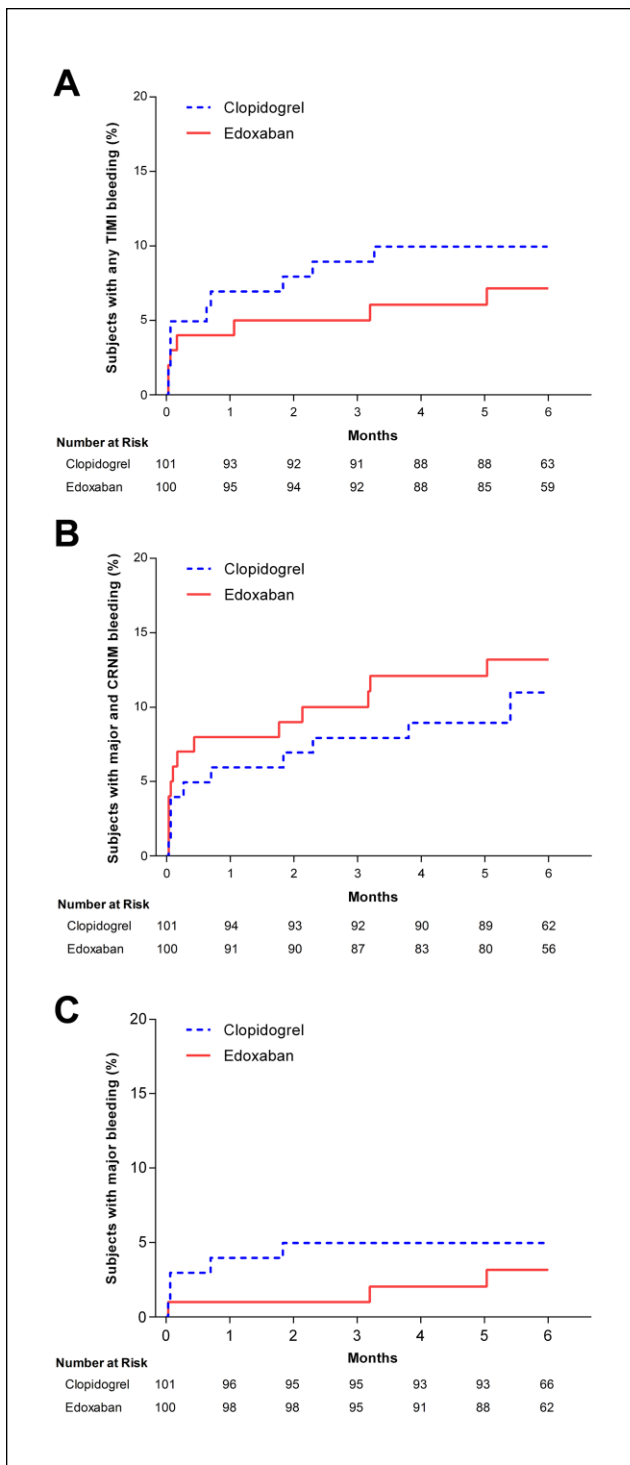 A
Subjects with any TIMI bleeding (%)
20
15
10
5
0
Clopidogrel
Edoxaban
0 1 2 3 4 5 6
Months
Number at Risk
Clopidogrel 101 93 92 91 88 88 63
Edoxaban 100 95 94 92 88 85 59
B
Subjects with major and CRNM bleeding (%)
20
15
10
5
0
Clopidogrel
Edoxaban
0 1 2 3 4 5 6
Months
Number at Risk
Clopidogrel 101 94 93 92 90 89 62
Edoxaban 100 91 90 87 83 80 56
C
Subjects with major bleeding (%)
20
15
10
5
0
Clopidogrel
Edoxaban
0 1 2 3 4 5 6
Months
Number at Risk
Clopidogrel 101 96 95 95 93 93 66
Edoxaban 100 98 98 95 91 88 62